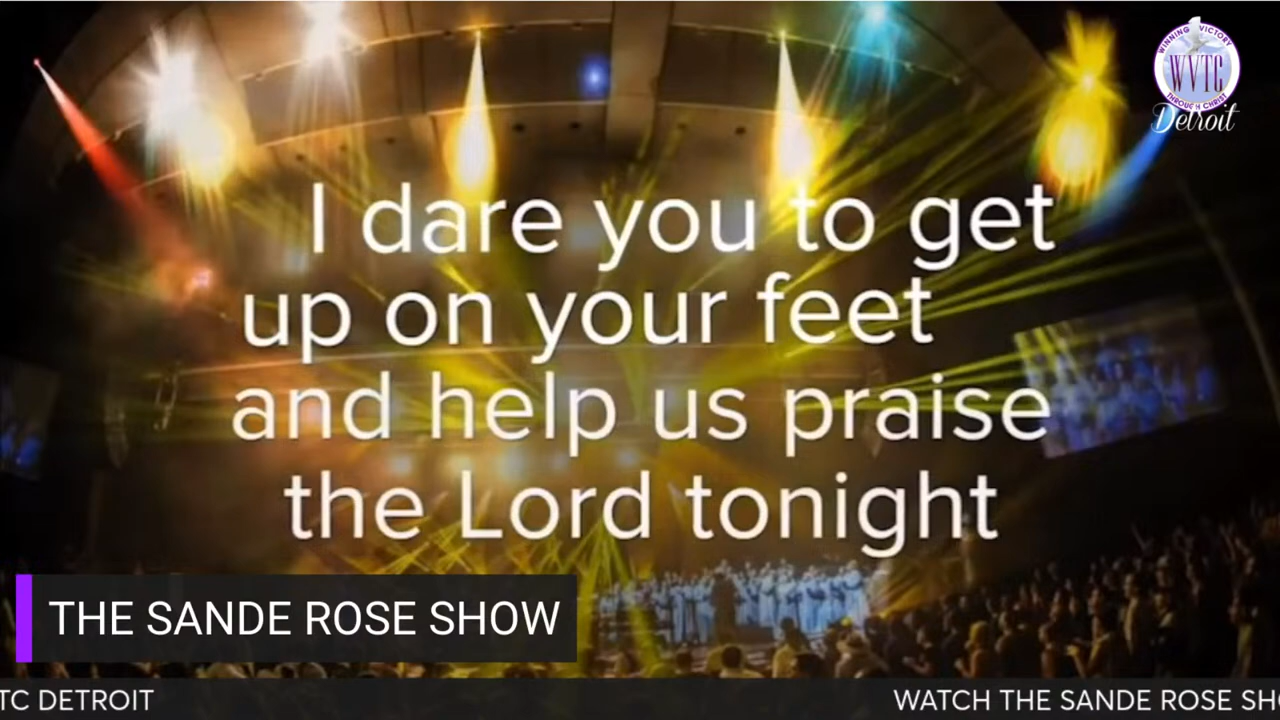 WINNING VICTORY
WVTC
THROUGH CHRIST
Detroit
I dare you to get
up on your feet
and help us praise
the Lord tonight
THE SANDE ROSE SHOW
TC DETROIT
WATCH THE SANDE ROSE SH